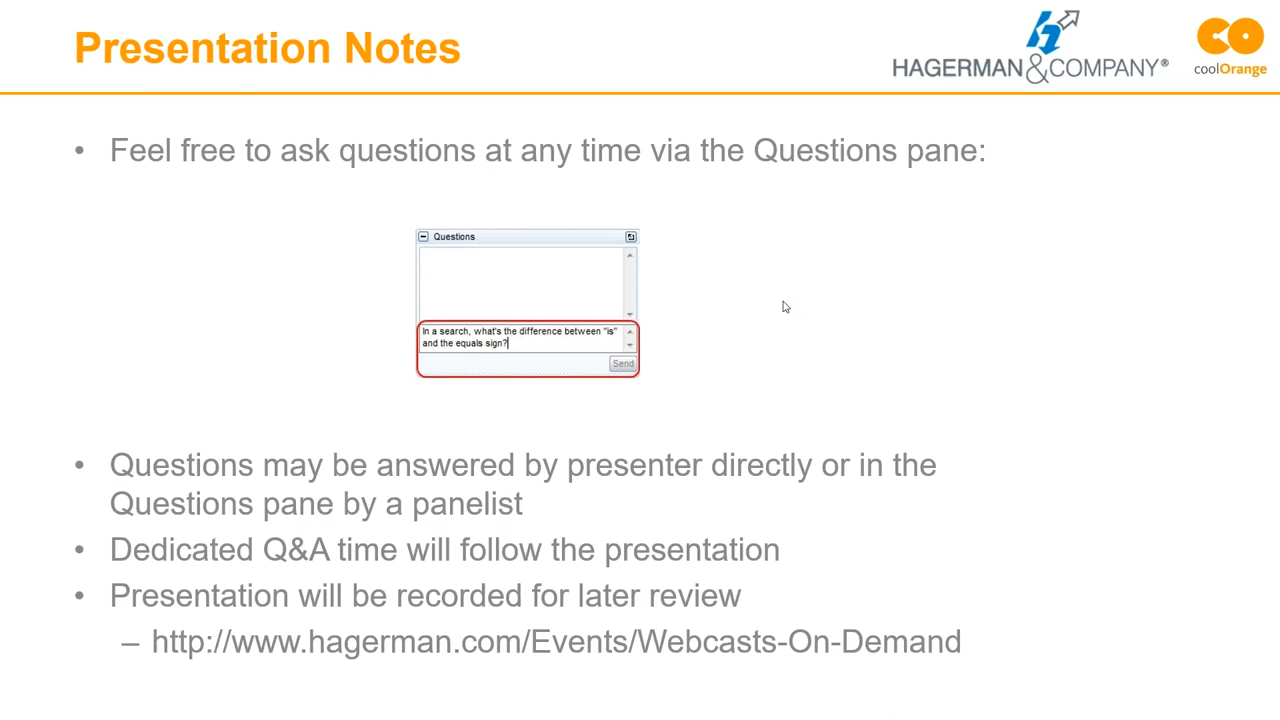 Presentation Notes
HAGERMAN & COMPANY®
coolOrange
• Feel free to ask questions at any time via the Questions pane:
Questions
In a search, what's the difference between "is"
and the equals sign?
Send
• Questions may be answered by presenter directly or in the
Questions pane by a panelist
• Dedicated Q&A time will follow the presentation
• Presentation will be recorded for later review
– http://www.hagerman.com/Events/Webcasts-On-Demand